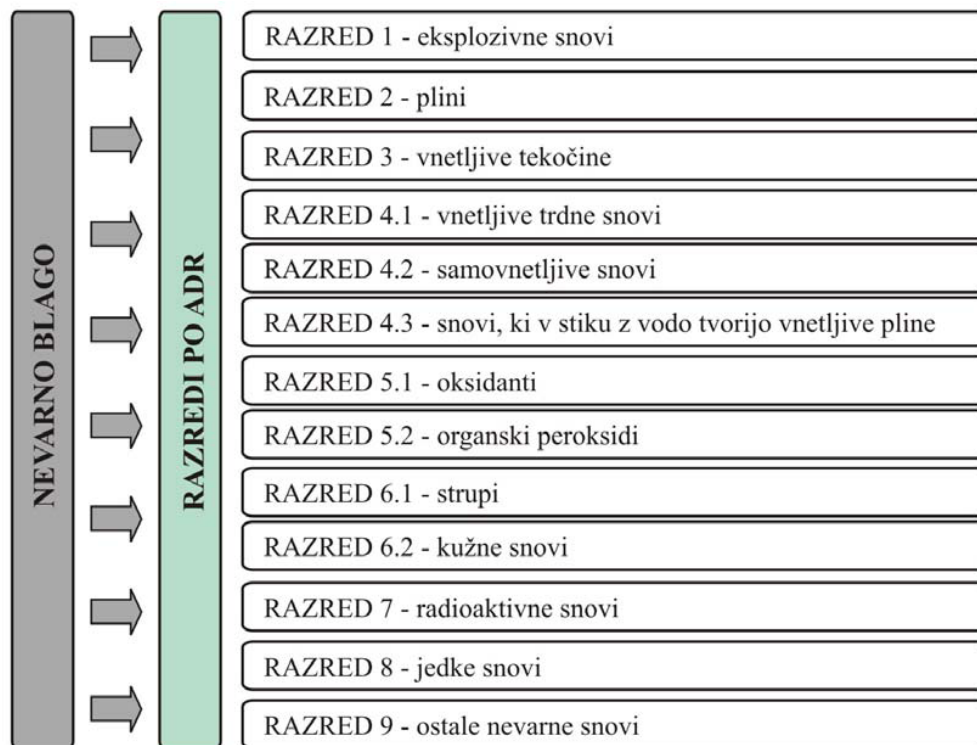 NEVARNO BLAGO
RAZREDI PO ADR
RAZRED 1 - eksplozivne snovi
RAZRED 2 - plini
RAZRED 3 - vnetljive tekočine
RAZRED 4.1 - vnetljive trdne snovi
RAZRED 4.2 - samovnetljive snovi
RAZRED 4.3 - snovi, ki v stiku z vodo tvorijo vnetljive pline
RAZRED 5.1 - oksidanti
RAZRED 5.2 - organski peroksidi
RAZRED 6.1 - strupi
RAZRED 6.2 - kužne snovi
RAZRED 7 - radioaktivne snovi
RAZRED 8 - jedke snovi
RAZRED 9 - ostale nevarne snovi